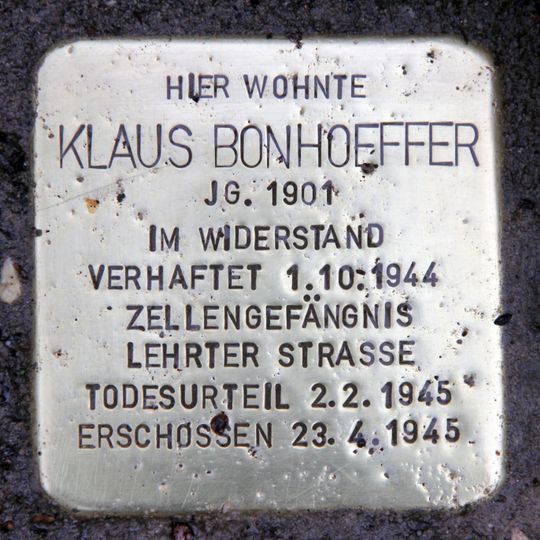 HIER WOHNTE
KLAUS BONHOEFFER
JG. 1901
IM WIDERSTAND
VERHAFTET 1.10.1944
ZELLENGEFÄNGNIS
LEHRTER STRASSE
TODESURTEIL 2.2.1945
ERSCHOSSEN 23.4.1945